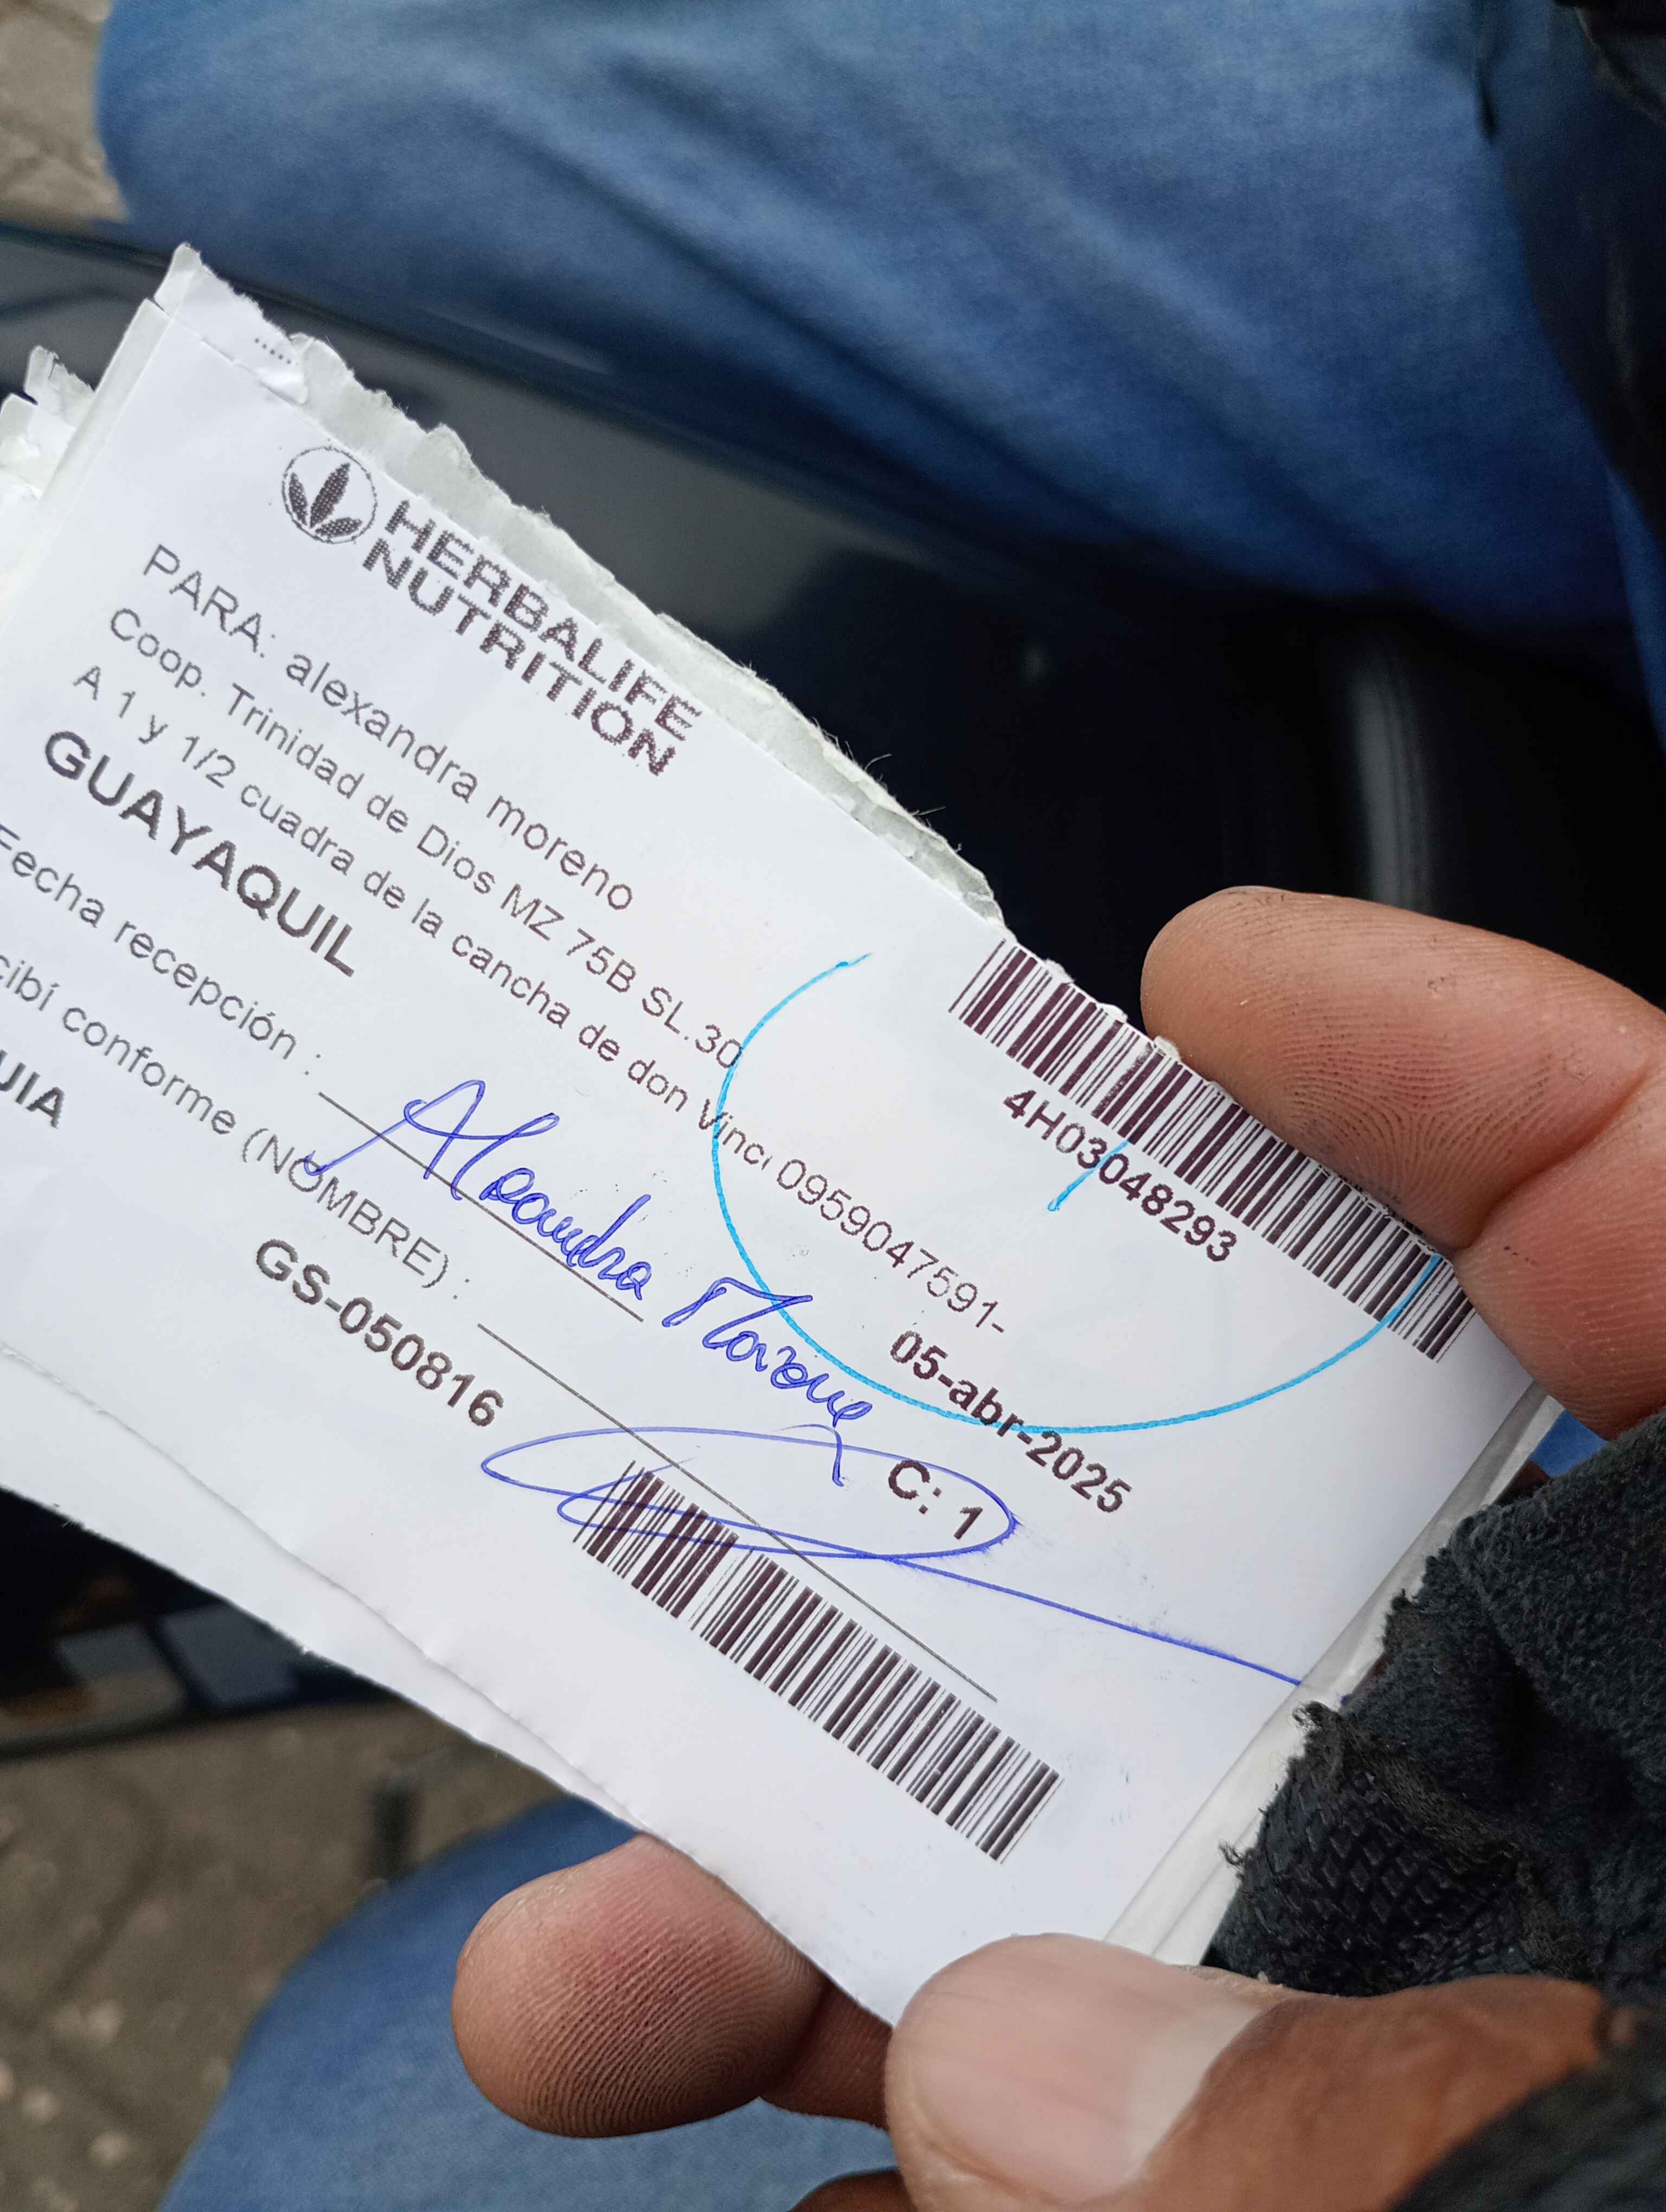 HERBALIFE
NUTRITION
4H03048293
PARA: alexandra moreno
Coop. Trinidad de Dios MZ 75B SL.30
A 1 y 1/2 cuadra de la cancha de don Vinci 0959047591-
GUAYAQUIL
05-abr-2025
Fecha recepción :
Alexandra Moreno
cibí conforme (NOMBRE) :
C: 1
UIA
GS-050816